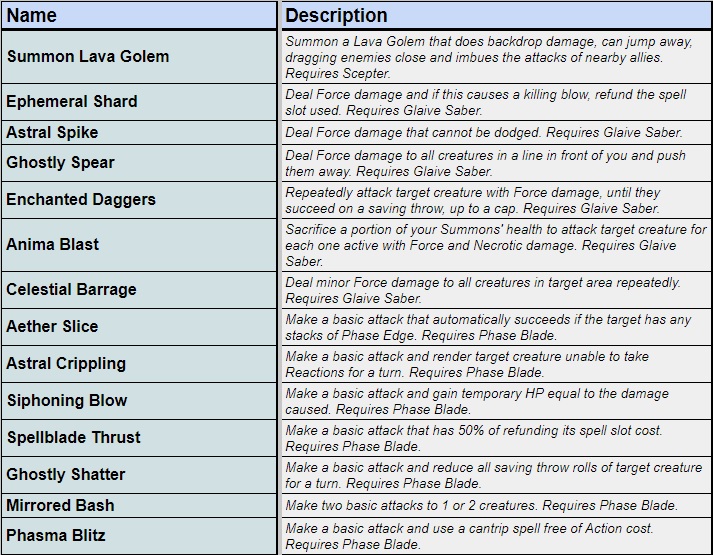 Name Description
Summon Lava Golem
Summon a Lava Golem that does backdrop damage, can jump away,
dragging enemies close and imbues the attacks of nearby allies.
Requires Scepter.
Ephemeral Shard
Deal Force damage and if this causes a killing blow, refund the spell
slot used. Requires Glaive Saber.
Astral Spike
Deal Force damage that cannot be dodged. Requires Glaive Saber.
Ghostly Spear
Deal Force damage to all creatures in a line in front of you and push
them away. Requires Glaive Saber.
Enchanted Daggers
Repeatedly attack target creature with Force damage, until they
succeed on a saving throw, up to a cap. Requires Glaive Saber.
Anima Blast
Sacrifice a portion of your Summons' health to attack target creature for
each one active with Force and Necrotic damage. Requires Glaive
Saber.
Celestial Barrage
Deal minor Force damage to all creatures in target area repeatedly.
Requires Glaive Saber.
Aether Slice
Make a basic attack that automatically succeeds if the target has any
stacks of Phase Edge. Requires Phase Blade.
Astral Crippling
Make a basic attack and render target creature unable to take
Reactions for a turn. Requires Phase Blade.
Siphoning Blow
Make a basic attack and gain temporary HP equal to the damage
caused. Requires Phase Blade.
Spellblade Thrust
Make a basic attack that has 50% of refunding its spell slot cost.
Requires Phase Blade.
Ghostly Shatter
Make a basic attack and reduce all saving throw rolls of target creature
for a turn. Requires Phase Blade.
Mirrored Bash
Make two basic attacks to 1 or 2 creatures. Requires Phase Blade.
Phasma Blitz
Make a basic attack and use a cantrip spell free of Action cost.
Requires Phase Blade.